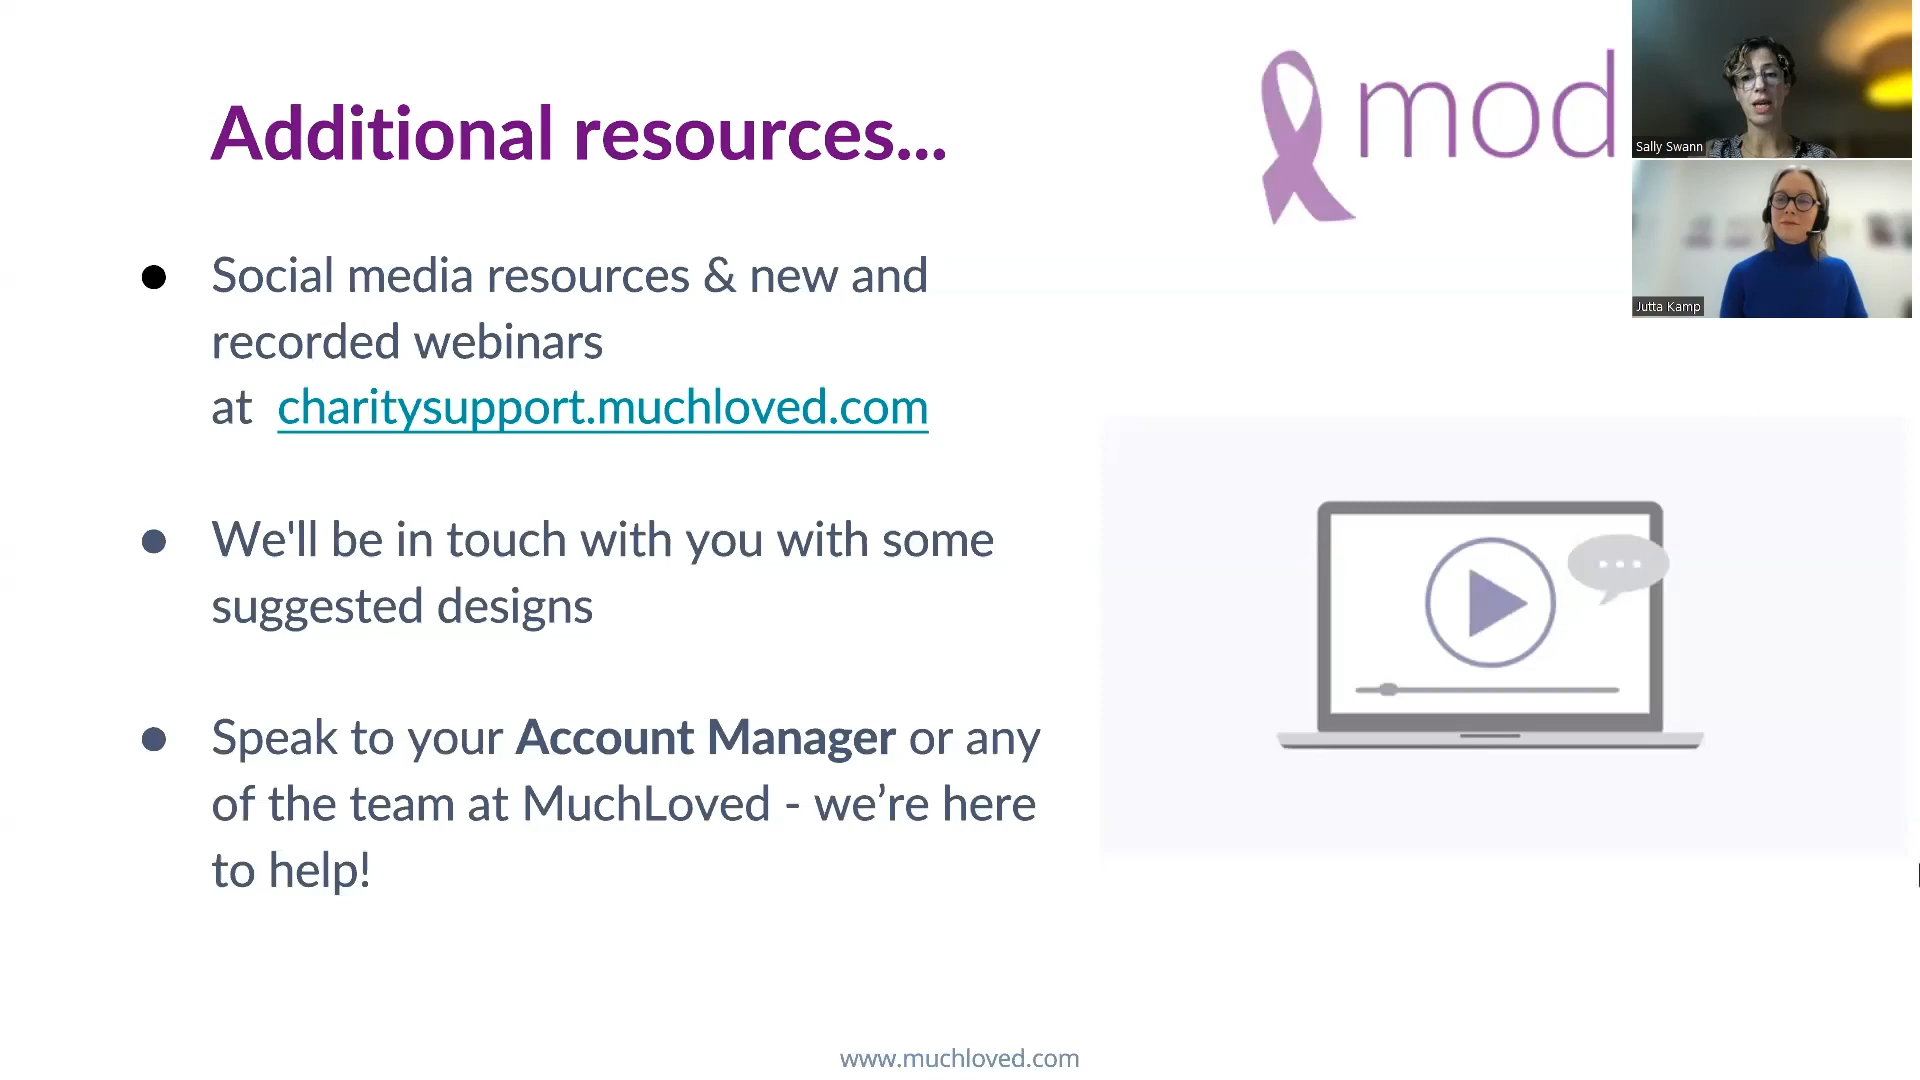 Additional resources...
mod
Sally Swann
Jutta Kamp
● Social media resources & new and
recorded webinars
at charitysupport.muchloved.com
● We'll be in touch with you with some
suggested designs
● Speak to your Account Manager or any
of the team at MuchLoved - we’re here
to help!
www.muchloved.com